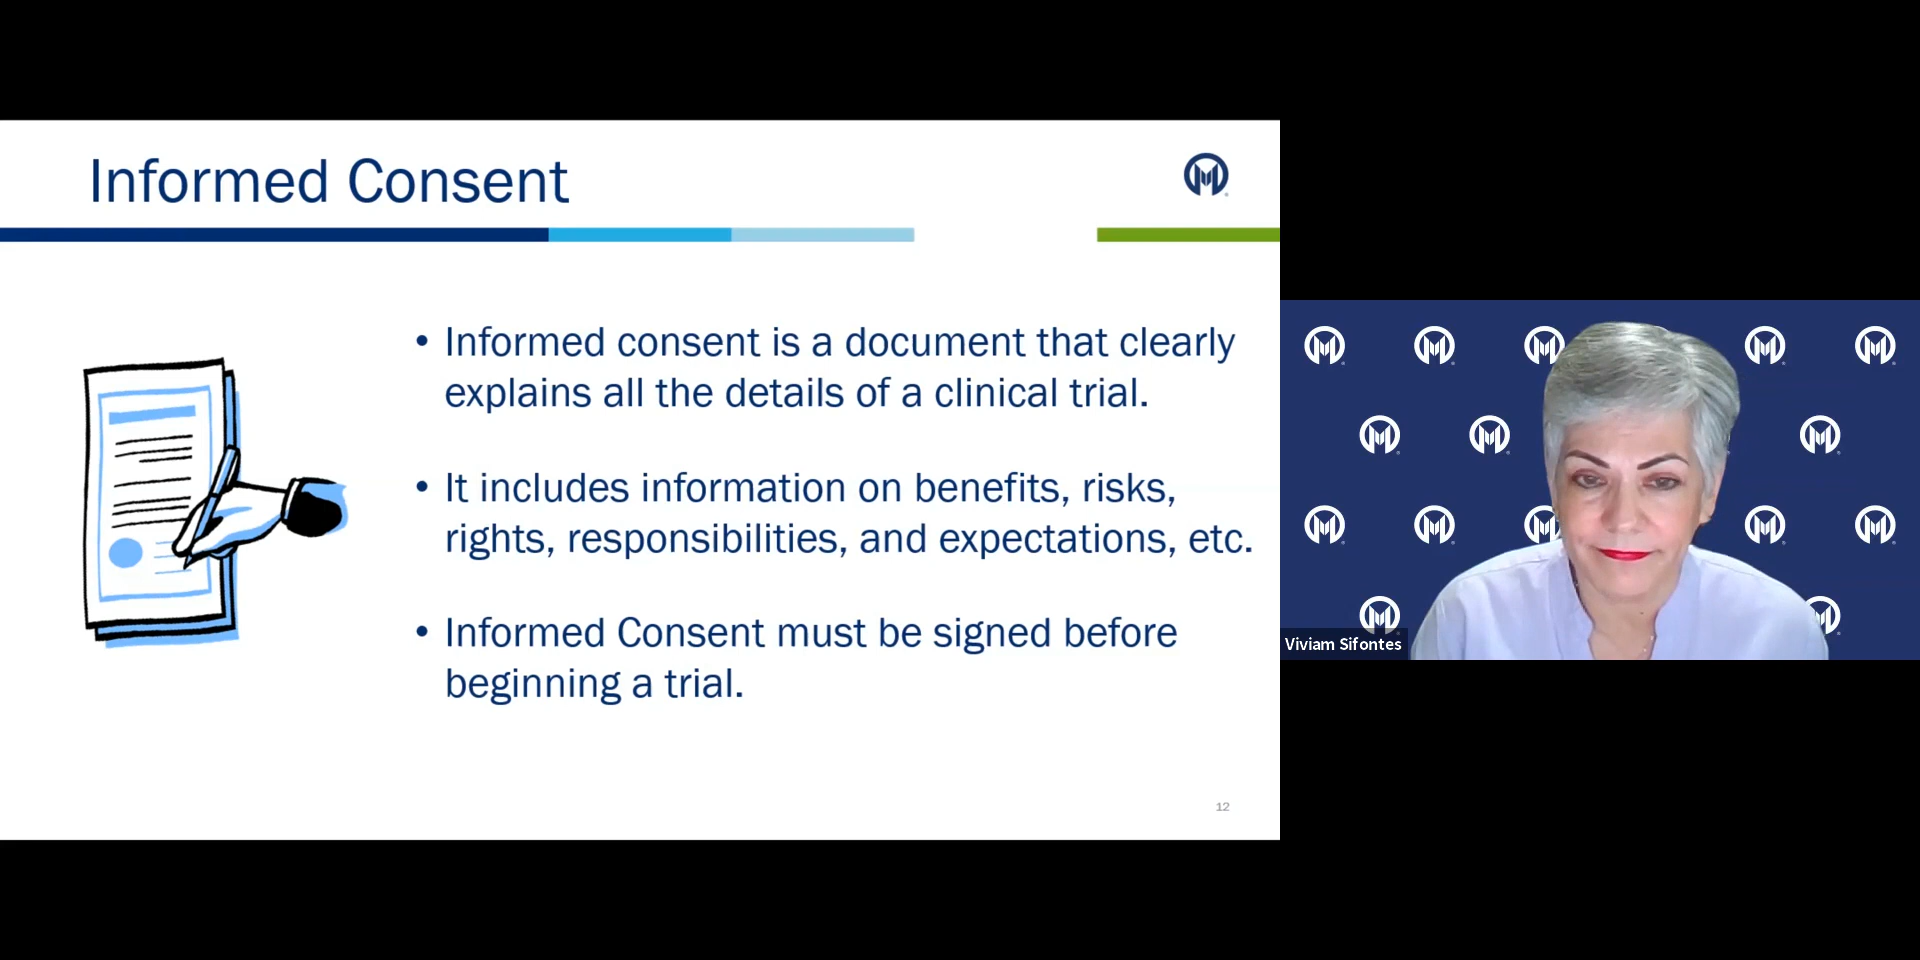 Informed Consent
• Informed consent is a document that clearly
explains all the details of a clinical trial.
• It includes information on benefits, risks,
rights, responsibilities, and expectations, etc.
• Informed Consent must be signed before
beginning a trial.
12
Viviam Sifontes